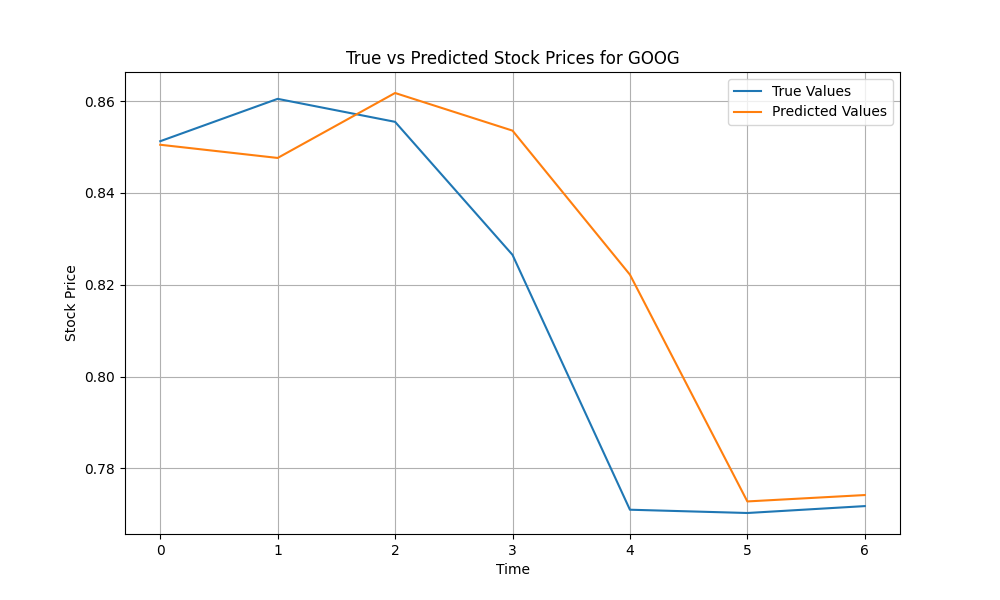 True vs Predicted Stock Prices for GOOG
True Values
Predicted Values
0.86
0.84
0.82
0.80
0.78
Stock Price
0 1 2 3 4 5 6
Time